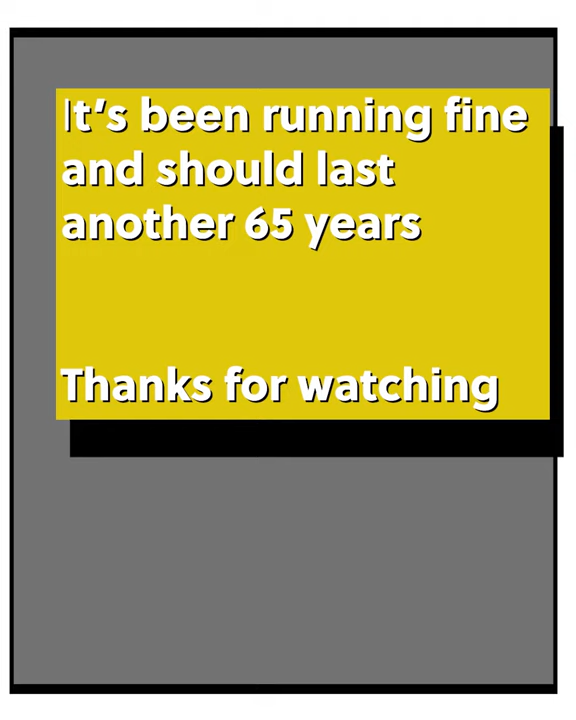 It’s been running fine
and should last
another 65 years
Thanks for watching